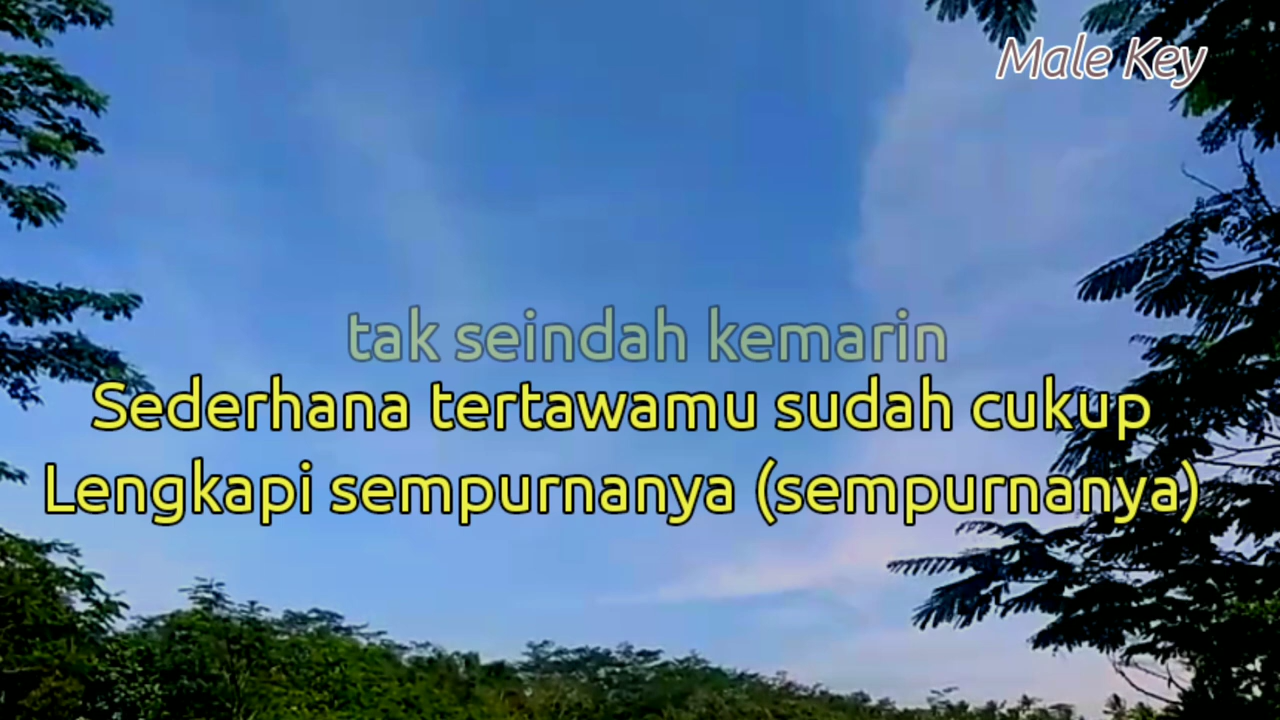 Male Key
tak seindah kemarin
Sederhana tertawamu sudah cukup
Lengkapi sempurnanya (sempurnanya)